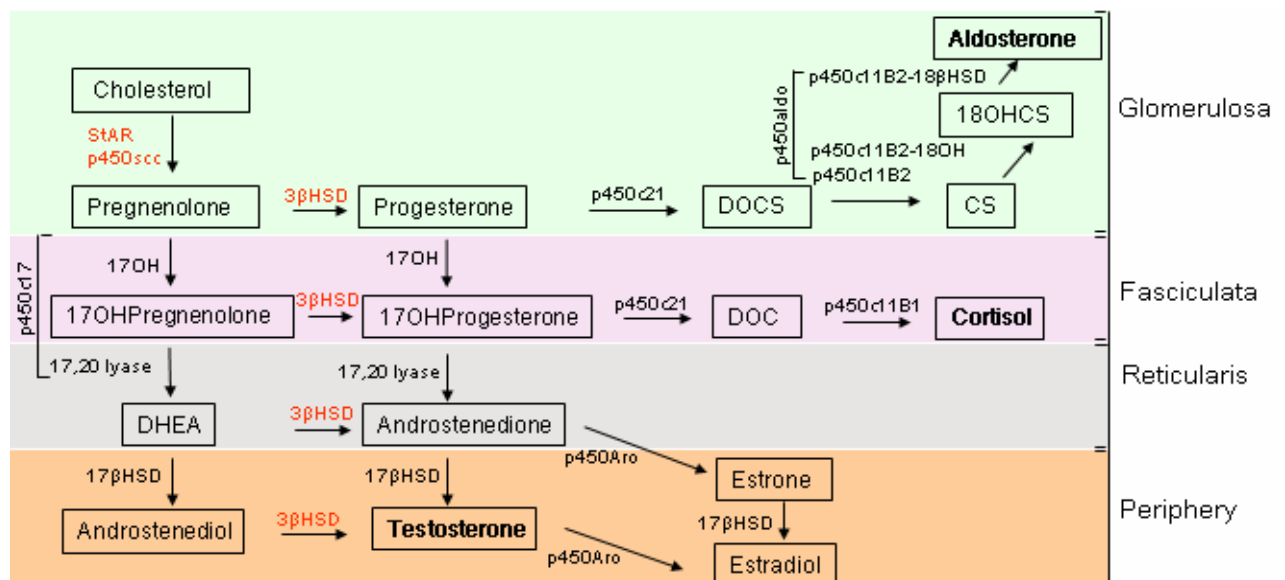 Aldosterone
p450c11B2-18βHSD
Cholesterol
p450aldo
18OHCS
Glomerulosa
StAR
p450scc
p450c11B2-18OH
p450c11B2
3βHSD
p450c21
Pregnenolone
Progesterone
DOCS
CS
p450c17
17OH
17OH
3βHSD
p450c21
p450c11B1
Fasciculata
17OHPregnenolone
17OHProgesterone
DOC
Cortisol
17,20 lyase
17,20 lyase
Reticularis
3βHSD
DHEA
Androstenedione
p450Aro
17βHSD
17βHSD
Estrone
Periphery
3βHSD
17βHSD
Androstenediol
Testosterone
p450Aro
Estradiol